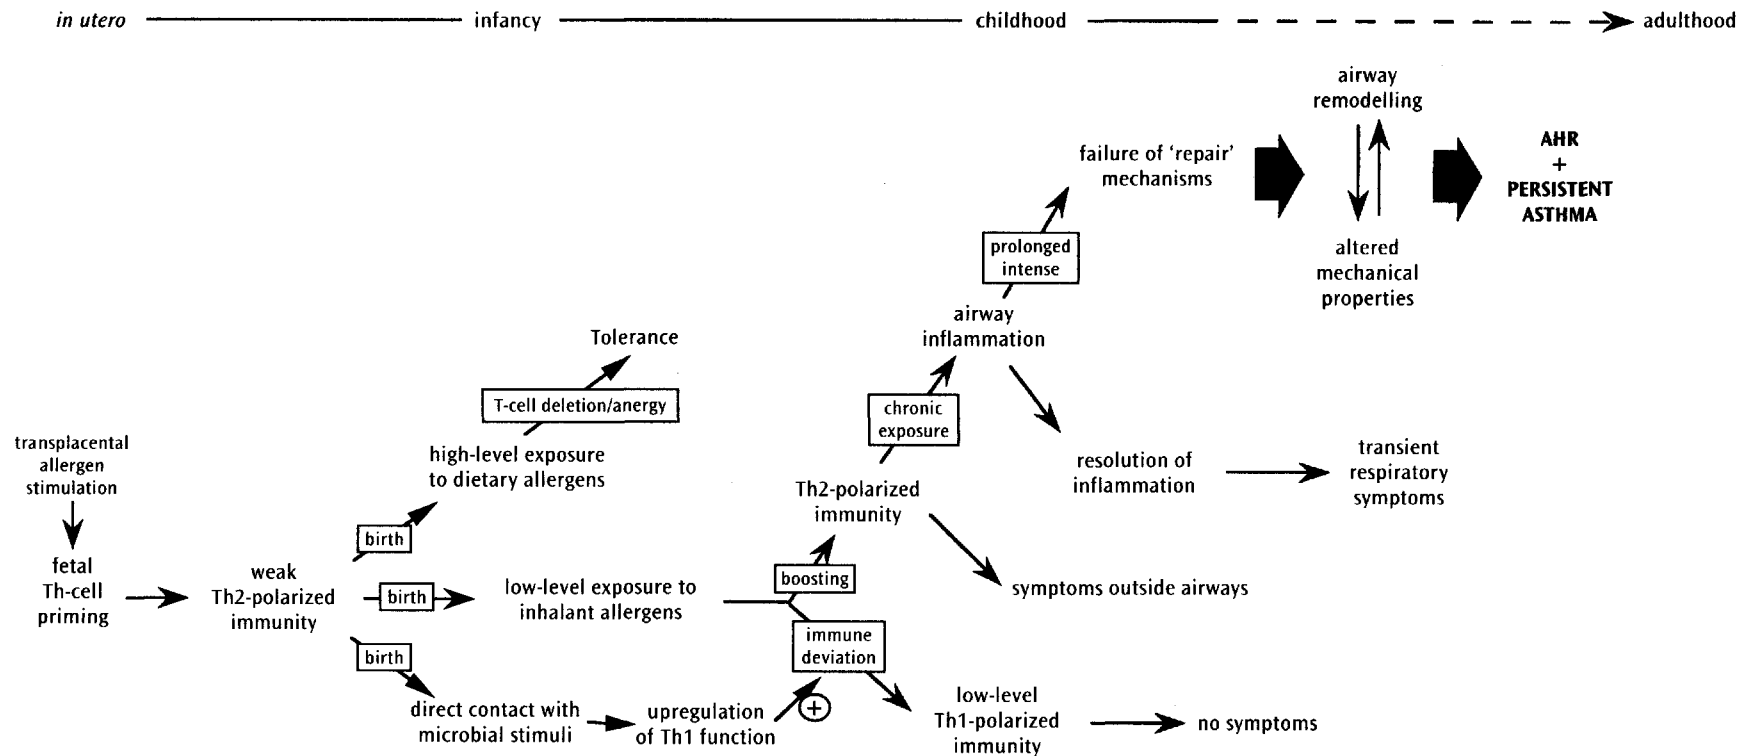 in utero
infancy
childhood
adulthood
airway
remodelling
failure of 'repair'
mechanisms
AHR
+
PERSISTENT
ASTHMA
prolonged
intense
altered
mechanical
properties
airway
inflammation
Tolerance
T-cell deletion/anergy
chronic
exposure
transplacental
allergen
stimulation
high-level exposure
to dietary allergens
resolution of
inflammation
transient
respiratory
symptoms
Th2-polarized
immunity
birth
fetal
Th-cell
priming
weak
Th2-polarized
immunity
birth
low-level exposure to
inhalant allergens
boosting
symptoms outside airways
birth
immune
deviation
direct contact with
microbial stimuli
upregulation
of Th1 function
+
low-level
Th1-polarized
immunity
no symptoms